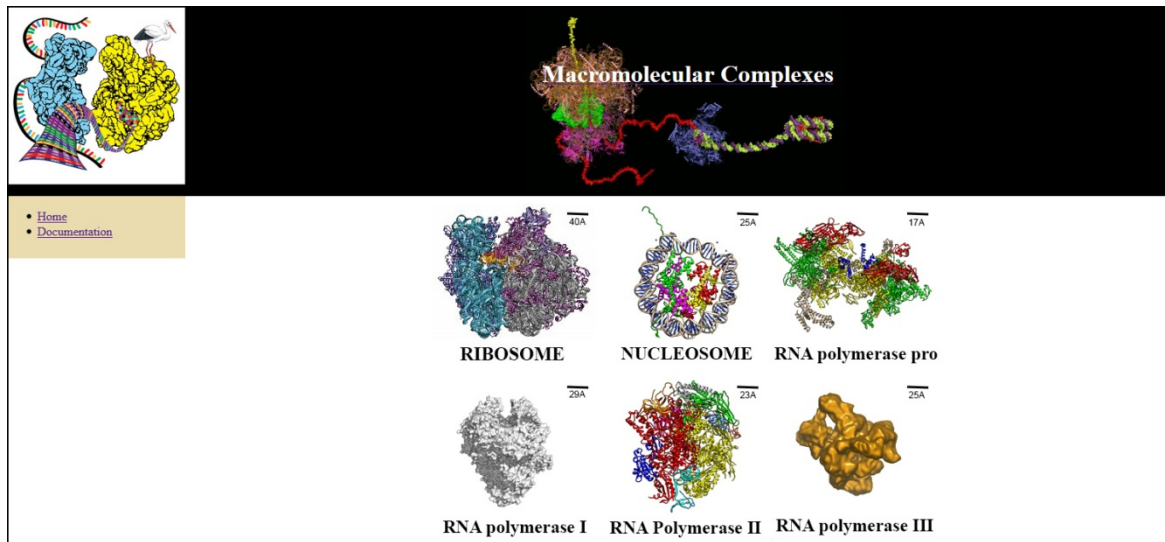 Macromolecular Complexes
Home
Documentation
40A
25A
17A
RIBOSOME
NUCLEOSOME
RNA polymerase pro
29A
23A
25A
RNA polymerase I
RNA Polymerase II
RNA polymerase III